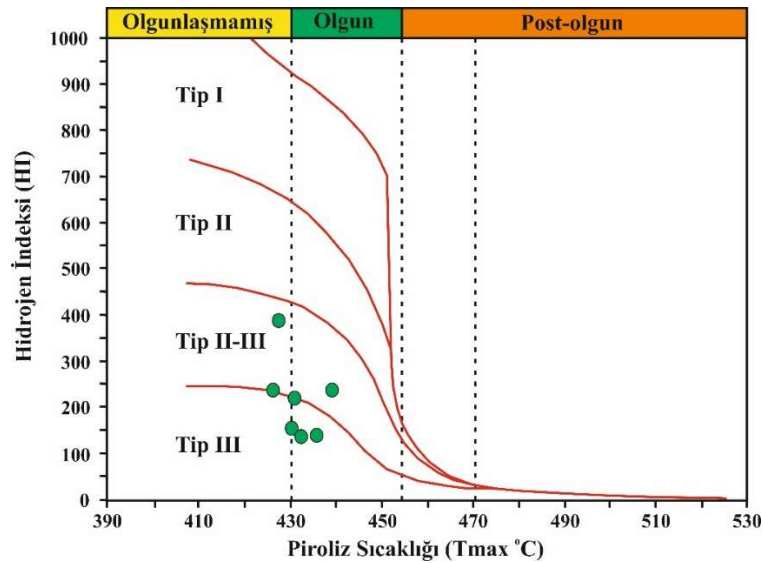 Olgunlaşmamış Olgun Post-olgun
1000
900
800
700
600
500
400
300
200
100
0
Hidrojen İndeksi (HI)
Tip I
Tip II
Tip II-III
Tip III
390 410 430 450 470 490 510 530
Piroliz Sıcaklığı (Tmax °C)